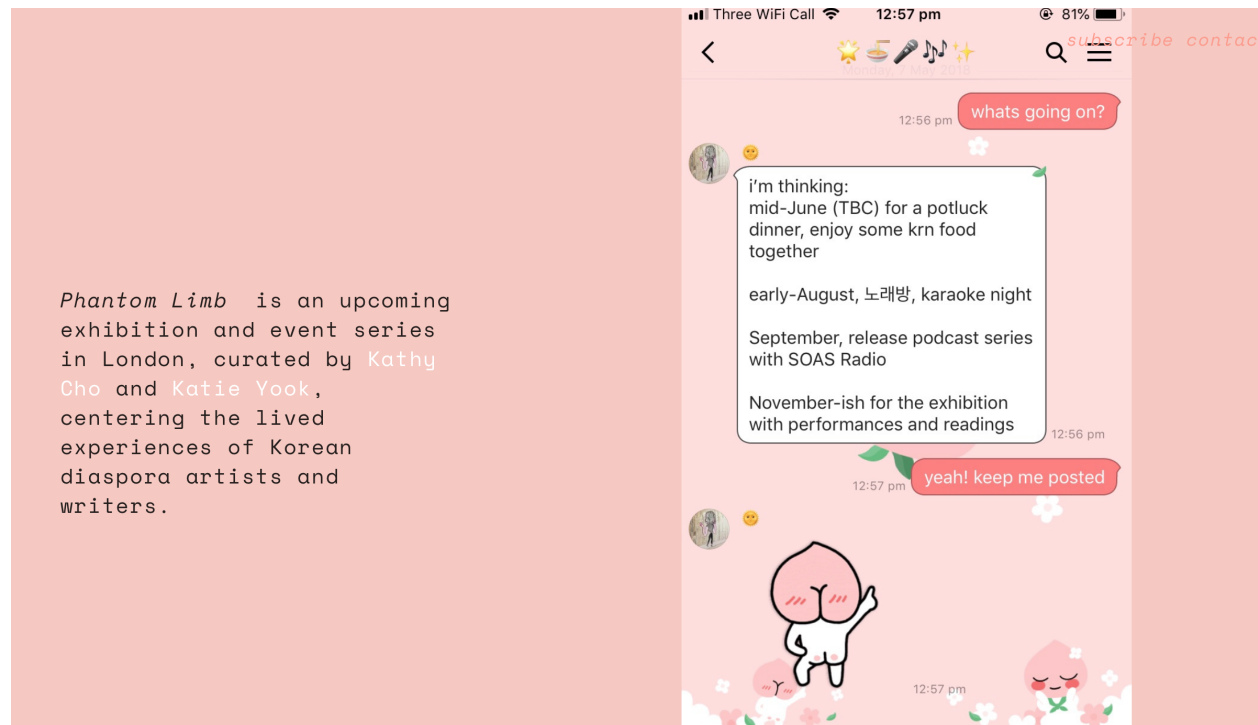 Three WiFi Call 12:57 pm 81%
subscribe contac
Monday, 7 May 2018
whats going on?
12:56 pm
i'm thinking:
mid-June (TBC) for a potluck
dinner, enjoy some krn food
together
early-August, 노래방, karaoke night
September, release podcast series
with SOAS Radio
November-ish for the exhibition
with performances and readings
12:56 pm
yeah! keep me posted
12:57 pm
12:57 pm
Phantom Limb is an upcoming
exhibition and event series
in London, curated by Kathy
Cho and Katie Yook,
centering the lived
experiences of Korean
diaspora artists and
writers.